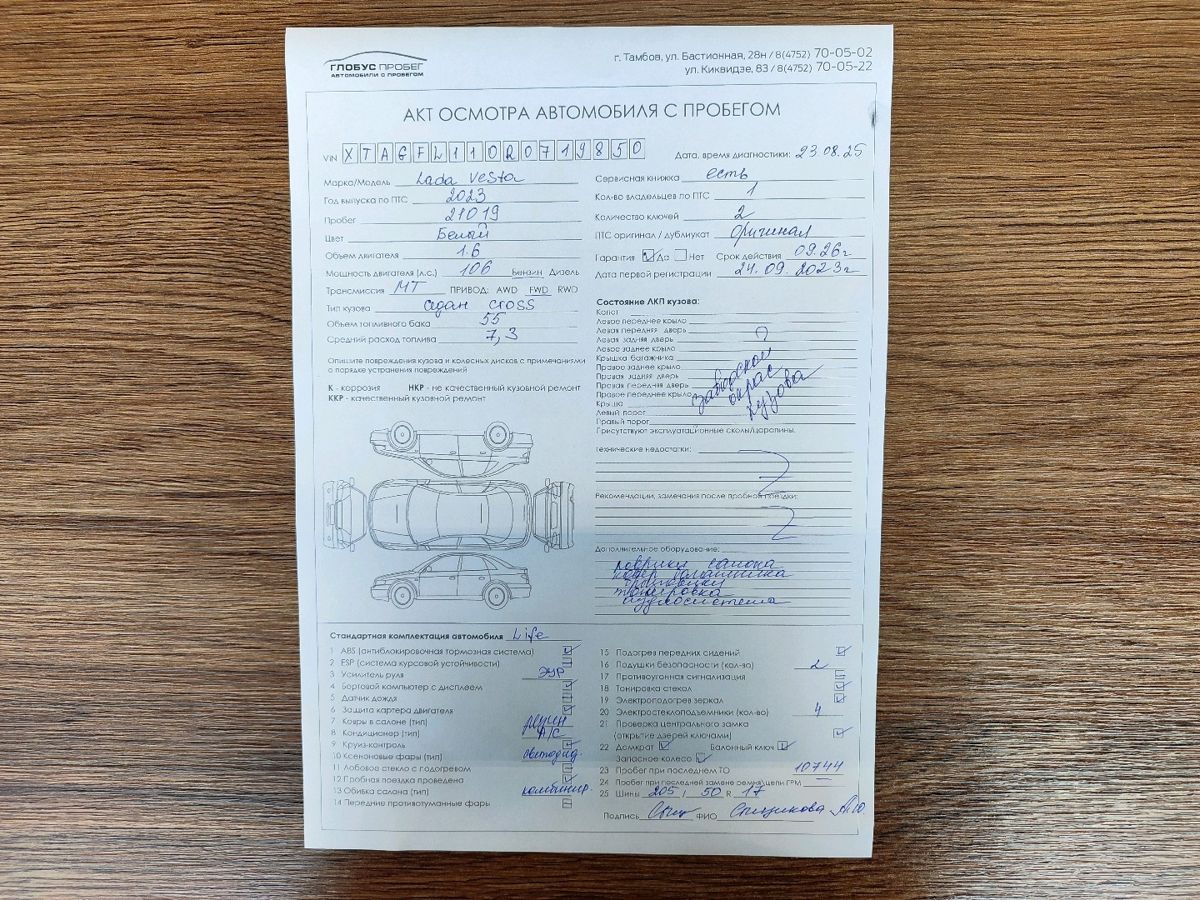 ГЛОБУС ПРОБЕГ
АВТОМОБИЛИ С ПРОБЕГОМ
г. Тамбов, ул. Бастионная, 28н / 8(4752) 70-05-02
ул. Киквидзе, 83 / 8(4752) 70-05-22
АКТ ОСМОТРА АВТОМОБИЛЯ С ПРОБЕГОМ
VIN XTAGFL110R0719850
Дата, время диагностики: 23.08.25
Марка/Модель Lada Vesta
Год выпуска по ПТС 2023
Пробег 21019
Цвет Белый
Объем двигателя 1.6
Мощность двигателя (л.с.) 106 Бензин Дизель
Трансмиссия МТ ПРИВОД: AWD FWD RWD
Тип кузова седан cross
Объем топливного бака 55
Средний расход топлива 7,3
Опишите повреждения кузова и колесных дисков с примечаниями
о порядке устранения повреждений
К - коррозия НКР - не качественный кузовной ремонт
ККР - качественный кузовной ремонт
Сервисная книжка есть
Кол-во владельцев по ПТС 1
Количество ключей 2
ПТС оригинал / дубликат Оригинал
Гарантия Да Нет Срок действия 09.26г
Дата первой регистрации 24.09.2023г
Состояние ЛКП кузова:
Капот
Левое переднее крыло
Левая передняя дверь
Левая задняя дверь
Левое заднее крыло
Крышка багажника
Правое заднее крыло
Правая задняя дверь
Правая передняя дверь
Правое переднее крыло
Крыша
Левый порог
Правый порог
заводской
окрас
кузова
Присутствуют эксплуатационные сколы/царапины.
Технические недостатки:
Рекомендации, замечания после пробной поездки:
Дополнительное оборудование:
коврики салона
ковер багажника
тонировка
аудиосистема
Стандартная комплектация автомобиля Life
1 ABS (антиблокировочная тормозная система)
2 ESP (система курсовой устойчивости)
3 Усилитель руля ЭУР
4 Бортовой компьютер с дисплеем
5 Датчик дождя
6 Защита картера двигателя
7 Ковры в салоне (тип) резин
8 Кондиционер (тип) A/C
9 Круиз-контроль
10 Ксеноновые фары (тип) светодиод.
11 Лобовое стекло с подогревом
12 Пробная поездка проведена
13 Обивка салона (тип) комбинир.
14 Передние противотуманные фары
15 Подогрев передних сидений
16 Подушки безопасности (кол-во) 2
17 Противоугонная сигнализация
18 Тонировка стекол
19 Электроподогрев зеркал
20 Электростеклоподъемники (кол-во) 4
21 Проверка центрального замка
(открытие дверей ключами)
22 Домкрат Балонный ключ
Запасное колесо
23 Пробег при последнем ТО 10744
24 Пробег при последней замене ремня/цепи ГРМ
25 Шины 205 / 50 R 17
Подпись ФИО А.Ю.